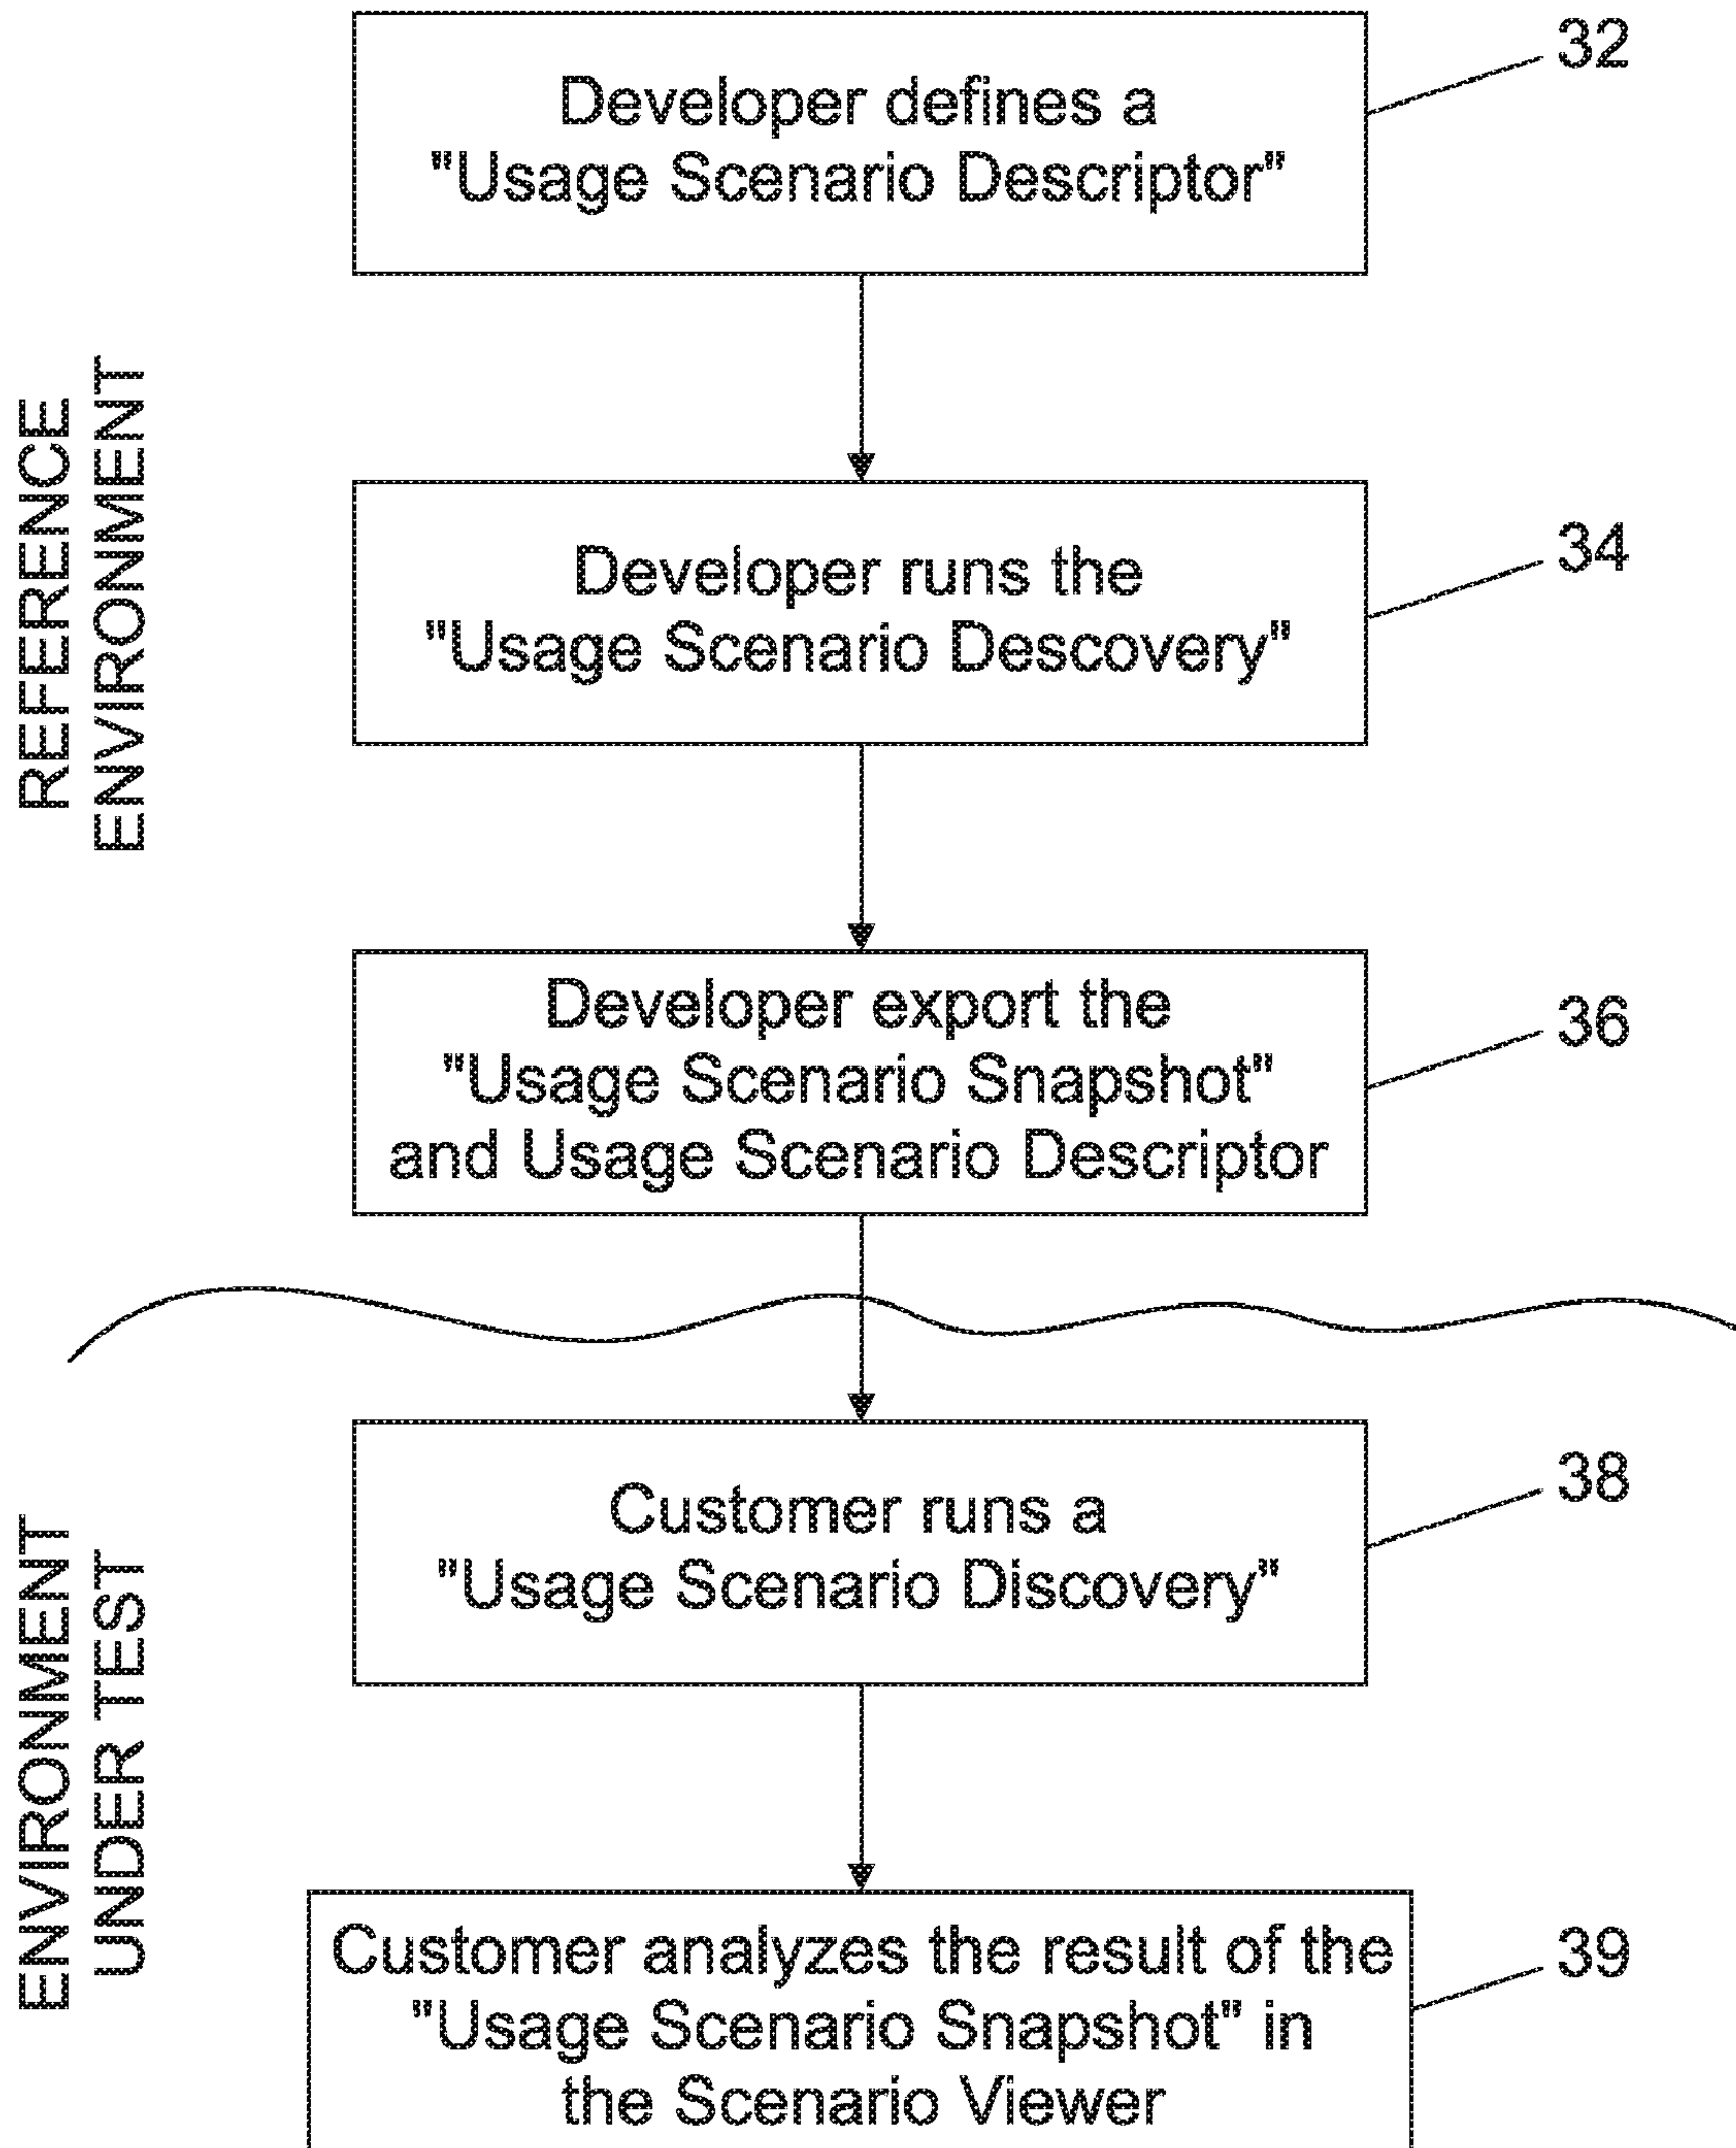 32
Developer defines a
"Usage Scenario Descriptor"
REFERENCE
ENVIRONMENT
34
Developer runs the
"Usage Scenario Descovery"
36
Developer export the
"Usage Scenario Snapshot"
and Usage Scenario Descriptor
ENVIRONMENT
UNDER TEST
38
Customer runs a
"Usage Scenario Discovery"
39
Customer analyzes the result of the
"Usage Scenario Snapshot" in
the Scenario Viewer